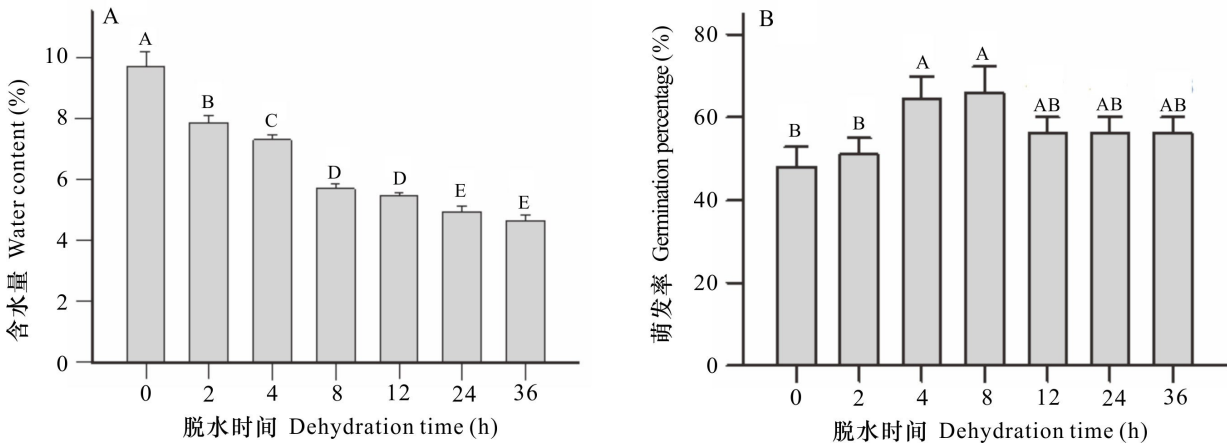 A
含水量 Water content (%)
10
8
6
4
2
0
A
B
C
D
D
E
E
0 2 4 8 12 24 36
脱水时间 Dehydration time (h)
B
萌发率 Germination percentage (%)
80
60
40
20
0
B
B
A
A
AB
AB
AB
0 2 4 8 12 24 36
脱水时间 Dehydration time (h)